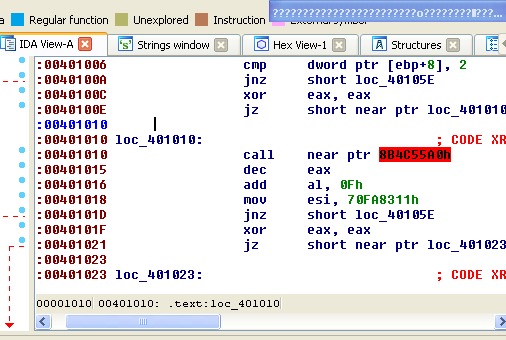 Regular function Unexplored Instruction
IDA View-A Strings window Hex View-1 Structures
:00401006 cmp dword ptr [ebp+8], 2
:0040100A jnz short loc_40105E
:0040100C xor eax, eax
:0040100E jz short near ptr loc_401010
:00401010
:00401010 loc_401010: ; CODE XR
:00401010 call near ptr 8B4C55A0h
:00401015 dec eax
:00401016 add al, 0Fh
:00401018 mov esi, 70FA8311h
:0040101D jnz short loc_40105E
:0040101F xor eax, eax
:00401021 jz short near ptr loc_401023
:00401023
:00401023 loc_401023: ; CODE XR
00001010 00401010: .text:loc_401010